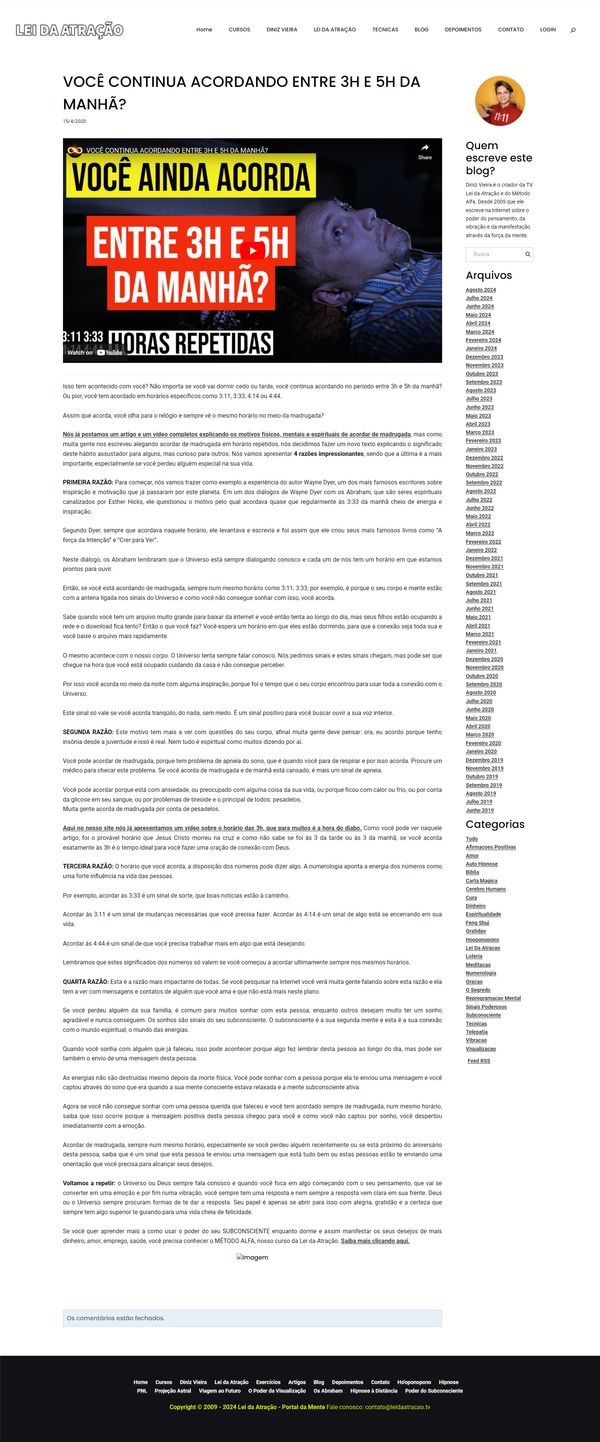 LEI DA ATRAÇÃO
Home CURSOS DINIZ VIEIRA LEI DA ATRAÇÃO TECNICAS BLOG DEPOIMENTOS CONTATO LOGIN
VOCÊ CONTINUA ACORDANDO ENTRE 3H E 5H DA
MANHÃ?
15/4/2020
VOCÊ CONTINUA ACORDANDO ENTRE 3H E 5H DA MANHÃ?
Share
VOCÊ AINDA ACORDA
ENTRE 3H E 5H
DA MANHÃ?
3:11 3:33
HORAS REPETIDAS
Watch on YouTube
Isso tem acontecido com você? Não importa se você vai dormir cedo ou tarde, você continua acordando no período entre 3h e 5h da manhã?
Ou pior, você tem acordado em horários específicos como 3:11, 3:33, 4:14 ou 4:44.
Assim que acorda, você olha para o relógio e sempre vê o mesmo horário no meio da madrugada?
Nós já postamos um artigo e um vídeo completos explicando os motivos físicos, mentais e espirituais de acordar de madrugada, mas como
muita gente nos escreveu alegando acordar de madrugada em horário repetidos, nós decidimos fazer um novo texto explicando o significado
deste hábito assustador para alguns, mas curioso para outros. Nós vamos apresentar 4 razões impressionantes, sendo que a última é a mais
importante, especialmente se você perdeu alguém especial na sua vida.
PRIMEIRA RAZÃO: Para começar, nós vamos trazer como exemplo a experiência do autor Wayne Dyer, um dos mais famosos escritores sobre
inspiração e motivação que já passaram por este planeta. Em um dos diálogos de Wayne Dyer com os Abraham, que são seres espirituais
canalizados por Esther Hicks, ele questionou o motivo pelo qual acordava quase que regularmente às 3:33 da manhã cheio de energia e
inspiração.
Segundo Dyer, sempre que acordava naquele horário, ele levantava e escrevia e foi assim que ele criou seus mais famosos livros como "A
força da Intenção" e "Crer para Ver".
Neste diálogo, os Abraham lembraram que o Universo está sempre dialogando conosco e cada um de nós tem um horário em que estamos
prontos para ouvir.
Então, se você está acordando de madrugada, sempre num mesmo horário como 3:11, 3:33, por exemplo, é porque o seu corpo e mente estão
com a antena ligada nos sinais do Universo e como você não consegue sonhar com isso, você acorda.
Sabe quando você tem um arquivo muito grande para baixar da internet e você então tenta ao longo do dia, mas seus filhos estão ocupando a
rede e o download fica lento? Então o que você faz? Você espera um horário em que eles estão dormindo, para que a conexão seja toda sua e
você baixe o arquivo mais rapidamente.
O mesmo acontece com o nosso corpo. O Universo tenta sempre falar conosco. Nós pedimos sinais e estes sinais chegam, mas pode ser que
chegue na hora que você está ocupado cuidando da casa e não consegue perceber.
Por isso você acorda no meio da noite com alguma inspiração, porque foi o tempo que o seu corpo encontrou para usar toda a conexão com o
Universo.
Este sinal só vale se você acorda tranqüilo, do nada, sem medo. É um sinal positivo para você buscar ouvir a sua voz interior.
SEGUNDA RAZÃO: Este motivo tem mais a ver com questões do seu corpo, afinal muita gente deve pensar: ora, eu acordo porque tenho
insônia desde a juventude e isso é real. Nem tudo é espiritual como muitos dizendo por aí.
Você pode acordar de madrugada, porque tem problema de apneia do sono, que é quando você para de respirar e por isso acorda. Procure um
médico para checar este problema. Se você acorda de madrugada e de manhã está cansado, é mais um sinal de apneia.
Você pode acordar porque está com ansiedade, ou preocupado com alguma coisa da sua vida, ou porque ficou com calor ou frio, ou por conta
da glicose em seu sangue, ou por problemas de tireoide e o principal de todos: pesadelos.
Muita gente acorda de madrugada por conta de pesadelos.
Aqui no nosso site nós já apresentamos um vídeo sobre o horário das 3h, que para muitos é a hora do diabo. Como você pode ver naquele
artigo, foi o provável horário que Jesus Cristo morreu na cruz e como não sabe se foi às 3 da tarde ou às 3 da manhã, se você acorda
exatamente às 3h é o tempo ideal para você fazer uma oração de conexão com Deus.
TERCEIRA RAZÃO: O horário que você acorda, a disposição dos números pode dizer algo. A numerologia aponta a energia dos números como
uma forte influência na vida das pessoas.
Por exemplo, acordar às 3:33 é um sinal de sorte, que boas notícias estão à caminho.
Acordar às 3:11 é um sinal de mudanças necessárias que você precisa fazer. Acordar às 4:14 é um sinal de algo está se encerrando em sua
vida.
Acordar às 4:44 é um sinal de que você precisa trabalhar mais em algo que está desejando.
Lembramos que estes significados dos números só valem se você começou a acordar ultimamente sempre nos mesmos horários.
QUARTA RAZÃO: Esta é a razão mais impactante de todas. Se você pesquisar na internet você verá muita gente falando sobre esta razão e ela
tem a ver com mensagens e contatos de alguém que você ama e que não está mais neste plano.
Se você perdeu alguém da sua família, é comum para muitos sonhar com esta pessoa, enquanto outros desejam muito ter um sonho
agradável e nunca conseguem. Os sonhos são sinais do seu subconsciente. O subconsciente é a sua segunda mente e esta é a sua conexão
com o mundo espiritual, o mundo das energias.
Quando você sonha com alguém que já faleceu, isso pode acontecer porque algo fez lembrar desta pessoa ao longo do dia, mas pode ser
também o envio de uma mensagem desta pessoa.
As energias não são destruídas mesmo depois da morte física. Você pode sonhar com a pessoa porque ela te enviou uma mensagem e você
captou através do sono que era quando a sua mente consciente estava relaxada e a mente subconsciente ativa.
Agora se você não consegue sonhar com uma pessoa querida que faleceu e você tem acordado sempre de madrugada, num mesmo horário,
saiba que isso ocorre porque a mensagem positiva desta pessoa chegou para você e como você não captou por sonho, você despertou
imediatamente com a emoção.
Acordar de madrugada, sempre num mesmo horário, especialmente se você perdeu alguém recentemente ou se está próximo do aniversário
desta pessoa, saiba que é um sinal que esta pessoa te enviou uma mensagem que está tudo bem ou estas pessoas estão te enviando uma
orientação que você precisa para alcançar seus desejos.
Voltamos a repetir: o Universo ou Deus sempre fala conosco e quando você foca em algo começando com o seu pensamento, que vai se
converter em uma emoção e por fim numa vibração, você sempre tem uma resposta e nem sempre a resposta vem clara em sua frente. Deus
ou o Universo sempre procuram formas de te dar a resposta. Seu papel é apenas se abrir para isso com alegria, gratidão e a certeza que
sempre tem algo superior te guiando para uma vida cheia de felicidade.
Se você quer aprender mais a como usar o poder do seu SUBCONSCIENTE enquanto dorme e assim manifestar os seus desejos de mais
dinheiro, amor, emprego, saúde, você precisa conhecer o MÉTODO ALFA, nosso curso da Lei da Atração. Saiba mais clicando aqui.
Imagem
Os comentários estão fechados.
11:11
Quem
escreve este
blog?
Diniz Vieira é o criador da TV
Lei da Atração e do Método
Alfa. Desde 2009 que ele
escreve na Internet sobre o
poder do pensamento, da
vibração e da manifestação
através da força da mente.
Busca
Arquivos
Agosto 2024
Julho 2024
Junho 2024
Maio 2024
Abril 2024
Março 2024
Fevereiro 2024
Janeiro 2024
Dezembro 2023
Novembro 2023
Outubro 2023
Setembro 2023
Agosto 2023
Julho 2023
Junho 2023
Maio 2023
Abril 2023
Março 2023
Fevereiro 2023
Janeiro 2023
Dezembro 2022
Novembro 2022
Outubro 2022
Setembro 2022
Agosto 2022
Julho 2022
Junho 2022
Maio 2022
Abril 2022
Março 2022
Fevereiro 2022
Janeiro 2022
Dezembro 2021
Novembro 2021
Outubro 2021
Setembro 2021
Agosto 2021
Julho 2021
Junho 2021
Maio 2021
Abril 2021
Março 2021
Fevereiro 2021
Janeiro 2021
Dezembro 2020
Novembro 2020
Outubro 2020
Setembro 2020
Agosto 2020
Julho 2020
Junho 2020
Maio 2020
Abril 2020
Março 2020
Fevereiro 2020
Janeiro 2020
Dezembro 2019
Novembro 2019
Outubro 2019
Setembro 2019
Agosto 2019
Julho 2019
Junho 2019
Categorias
Tudo
Afirmacoes Positivas
Amor
Auto Hipnose
Biblia
Carta Magica
Cerebro Humano
Cura
Dinheiro
Espiritualidade
Feng Shui
Gratidao
Hooponopono
Lei Da Atracao
Loteria
Meditacao
Numerologia
Oracao
O Segredo
Reprogramacao Mental
Sinais Poderosos
Subconsciente
Tecnicas
Telepatia
Vibracao
Visualizacao
Feed RSS
Home Cursos Diniz Vieira Lei da Atração Exercícios Artigos Blog Depoimentos Contato Ho'oponopono Hipnose
PNL Projeção Astral Viagem ao Futuro O Poder da Visualização Os Abraham Hipnose à Distância Poder do Subconsciente
Copyright © 2009 - 2024 Lei da Atração - Portal da Mente Fale conosco: contato@leidaatracao.tv